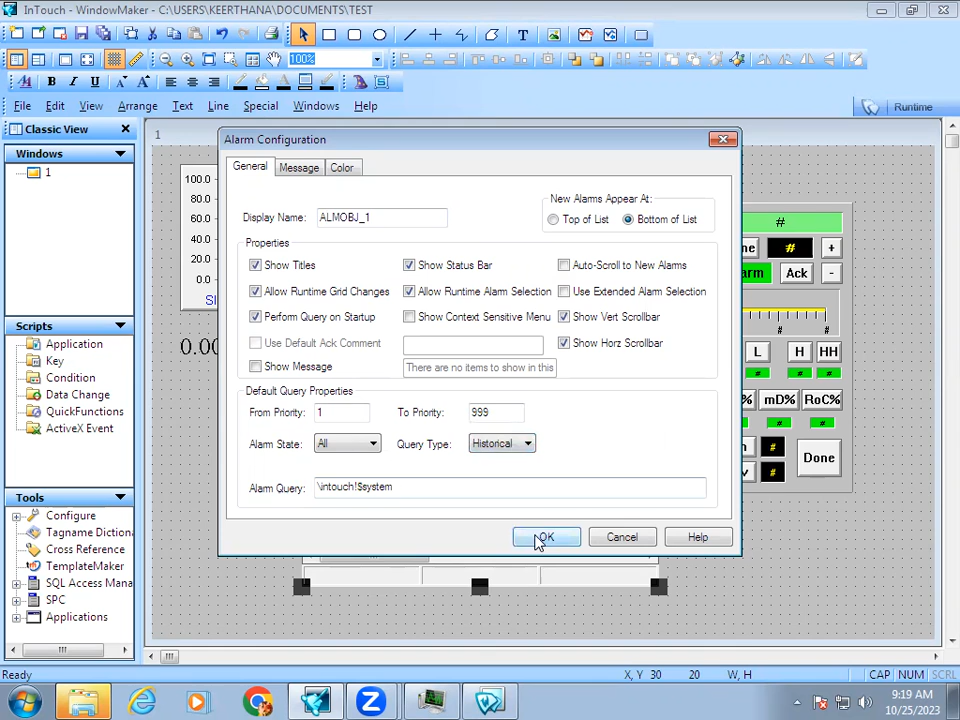 InTouch - WindowMaker - C:\USERS\KEERTHANA\DOCUMENTS\TEST
100%
File Edit View Arrange Text Line Special Windows Help
Runtime
Classic View
Windows
1
Scripts
Application
Key
Condition
Data Change
QuickFunctions
ActiveX Event
Tools
Configure
Tagname Dictionar
Cross Reference
TemplateMaker
SQL Access Mana
SPC
Applications
1
100.0
80.0
60.0
40.0
20.0
0.0
0.00
Alarm Configuration
General Message Color
Display Name: ALMOBJ_1
New Alarms Appear At:
Top of List Bottom of List
Properties
Show Titles Show Status Bar Auto-Scroll to New Alarms
Allow Runtime Grid Changes Allow Runtime Alarm Selection Use Extended Alarm Selection
Perform Query on Startup Show Context Sensitive Menu Show Vert Scrollbar
Use Default Ack Comment Show Horz Scrollbar
Show Message There are no items to show in this
Default Query Properties
From Priority: 1 To Priority: 999
Alarm State: All Query Type: Historical
Alarm Query: \intouch!$system
OK Cancel Help
#
# +
Ack -
# #
L H HH
# # #
mD% RoC%
# #
#
#
Done
Ready X, Y 30 20 W, H CAP NUM SCRL
9:19 AM
10/25/2023